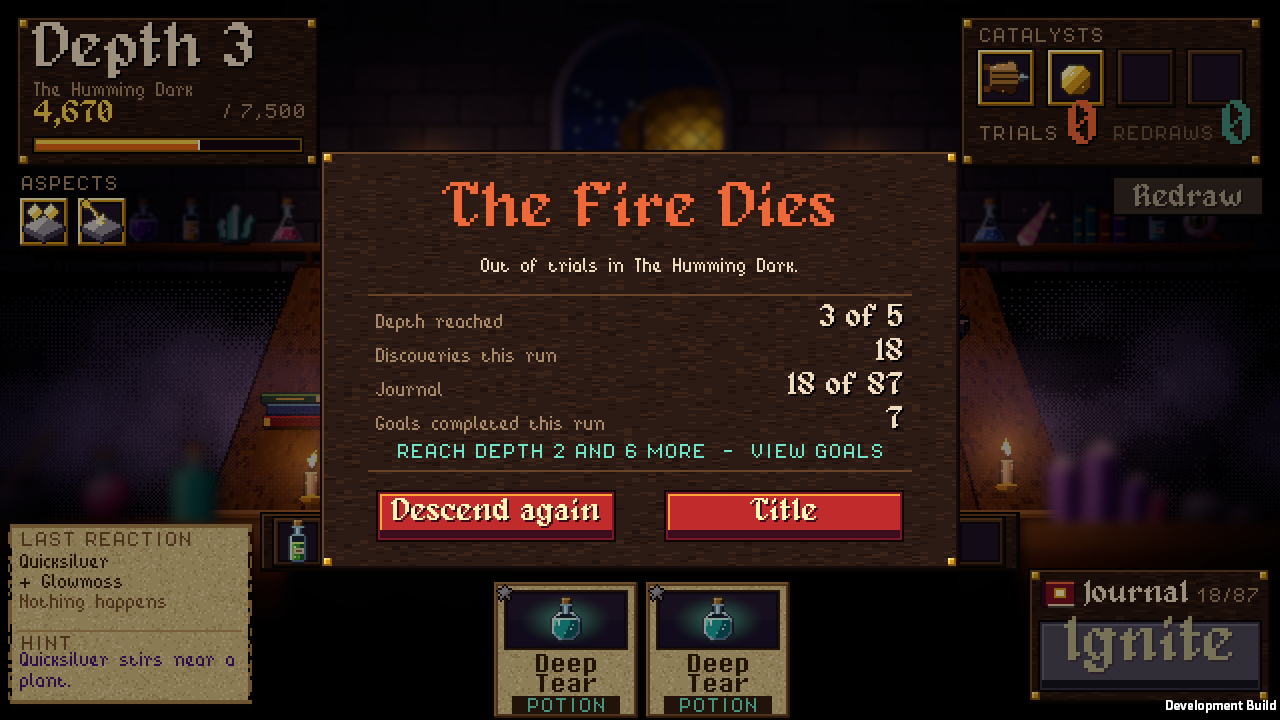 Depth 3
The Humming Dark
4,670 / 7,500
ASPECTS
CATALYSTS
TRIALS 0 REDRAWS 0
Redraw
The Fire Dies
Out of trials in The Humming Dark.
Depth reached 3 of 5
Discoveries this run 18
Journal 18 of 87
Goals completed this run 7
REACH DEPTH 2 AND 6 MORE - VIEW GOALS
Descend again
Title
LAST REACTION
Quicksilver
+ Glowmoss
Nothing happens
HINT
Quicksilver stirs near a
plant.
Deep
Tear
POTION
Deep
Tear
POTION
Journal 18/87
Ignite
Development Build